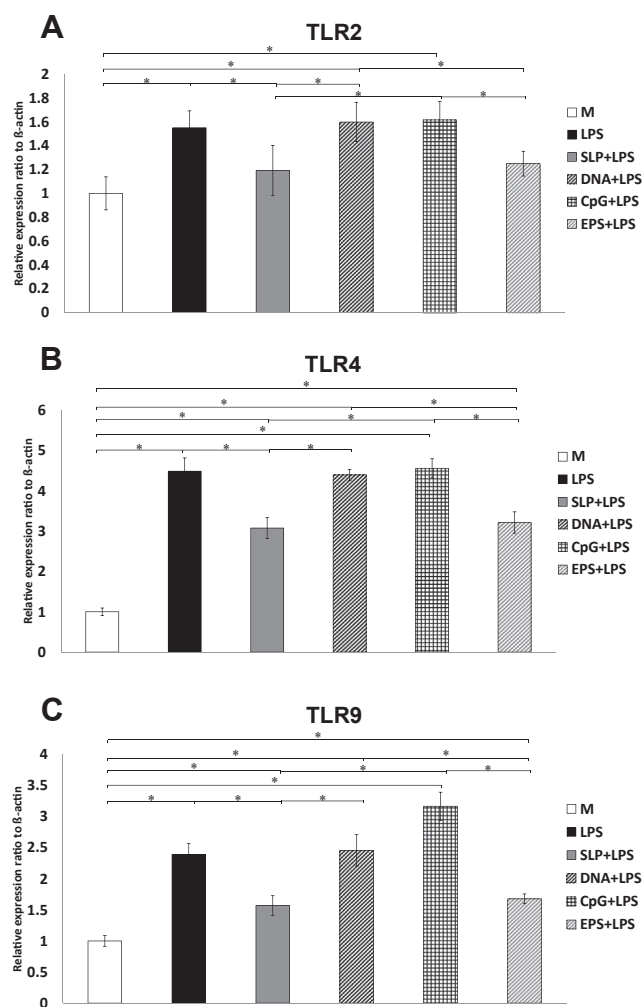 A
TLR2
*
*
*
*
*
*
*
*
Relative expression ratio to ß-actin
2
1.8
1.6
1.4
1.2
1
0.8
0.6
0.4
0.2
0
M
LPS
SLP+LPS
DNA+LPS
CpG+LPS
EPS+LPS
B
TLR4
*
*
*
*
*
*
*
*
*
*
Relative expression ratio to ß-actin
6
5
4
3
2
1
0
M
LPS
SLP+LPS
DNA+LPS
CpG+LPS
EPS+LPS
C
TLR9
*
*
*
*
*
*
*
*
*
*
Relative expression ratio to ß-actin
4
3.5
3
2.5
2
1.5
1
0.5
0
M
LPS
SLP+LPS
DNA+LPS
CpG+LPS
EPS+LPS